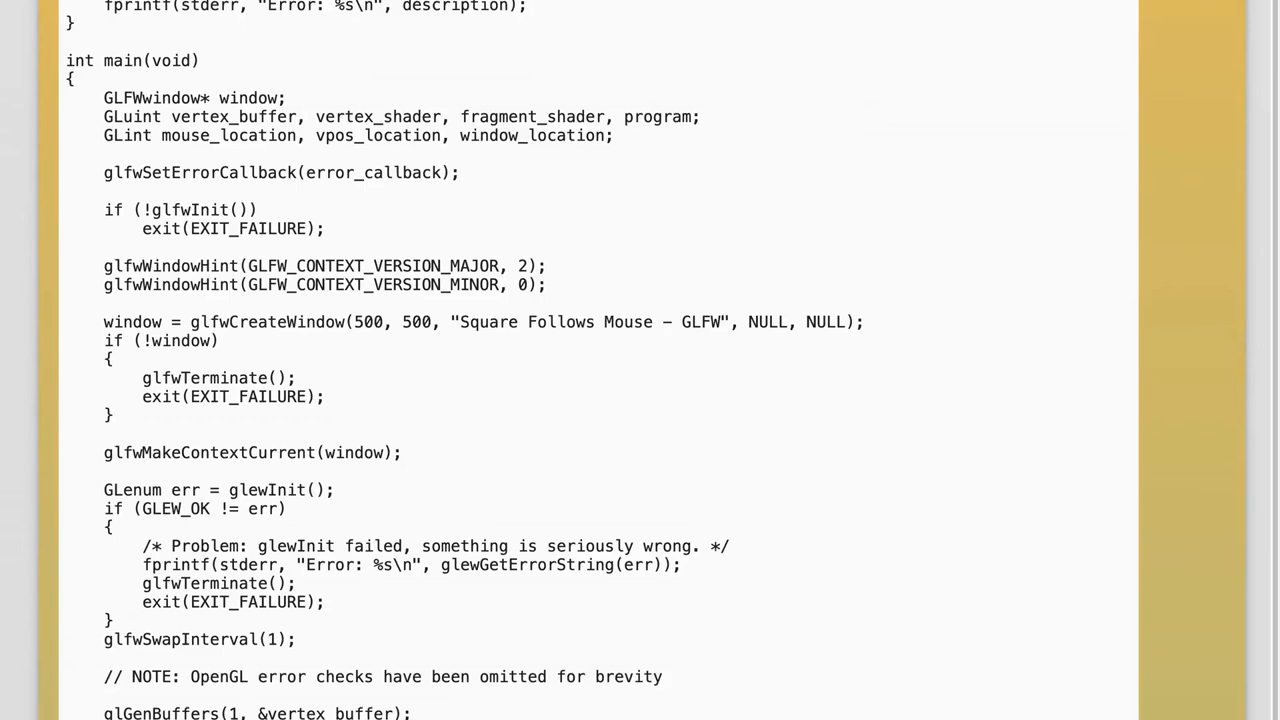 fprintf(stderr, "Error: %s\n", description);
}
int main(void)
{
GLFWwindow* window;
GLuint vertex_buffer, vertex_shader, fragment_shader, program;
GLint mouse_location, vpos_location, window_location;
glfwSetErrorCallback(error_callback);
if (!glfwInit())
exit(EXIT_FAILURE);
glfwWindowHint(GLFW_CONTEXT_VERSION_MAJOR, 2);
glfwWindowHint(GLFW_CONTEXT_VERSION_MINOR, 0);
window = glfwCreateWindow(500, 500, "Square Follows Mouse - GLFW", NULL, NULL);
if (!window)
{
glfwTerminate();
exit(EXIT_FAILURE);
}
glfwMakeContextCurrent(window);
GLenum err = glewInit();
if (GLEW_OK != err)
{
/* Problem: glewInit failed, something is seriously wrong. */
fprintf(stderr, "Error: %s\n", glewGetErrorString(err));
glfwTerminate();
exit(EXIT_FAILURE);
}
glfwSwapInterval(1);
// NOTE: OpenGL error checks have been omitted for brevity
glGenBuffers(1, &vertex_buffer);